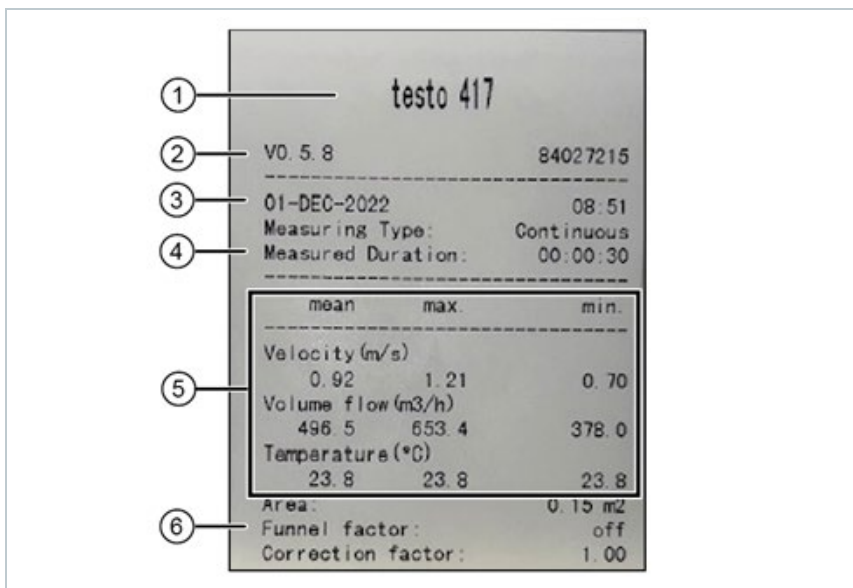 testo 417
① 
② V0.5.8 84027215
③ 01-DEC-2022 08:51
Measuring Type: Continuous
④ Measured Duration: 00:00:30
mean max. min.
Velocity(m/s)
0.92 1.21 0.70
⑤
Volume flow(m3/h)
496.5 653.4 378.0
Temperature(°C)
23.8 23.8 23.8
Area: 0.15 m2
⑥ Funnel factor: off
Correction factor: 1.00